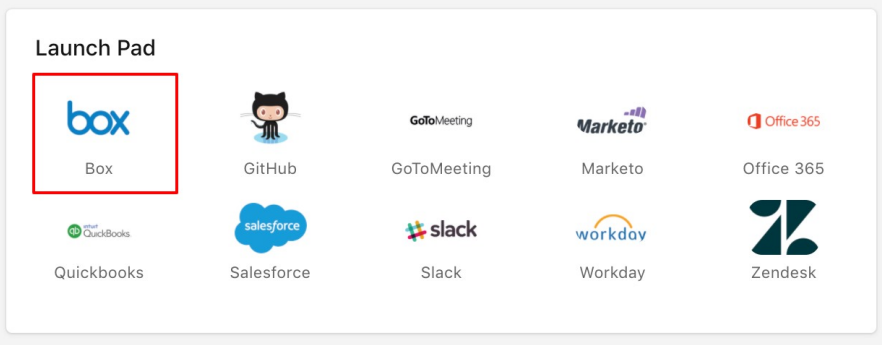 Launch Pad
box
GoToMeeting
Marketo
Office 365
Box
GitHub
GoToMeeting
Marketo
Office 365
intuit
qb QuickBooks
salesforce
slack
workday
Quickbooks
Salesforce
Slack
Workday
Zendesk